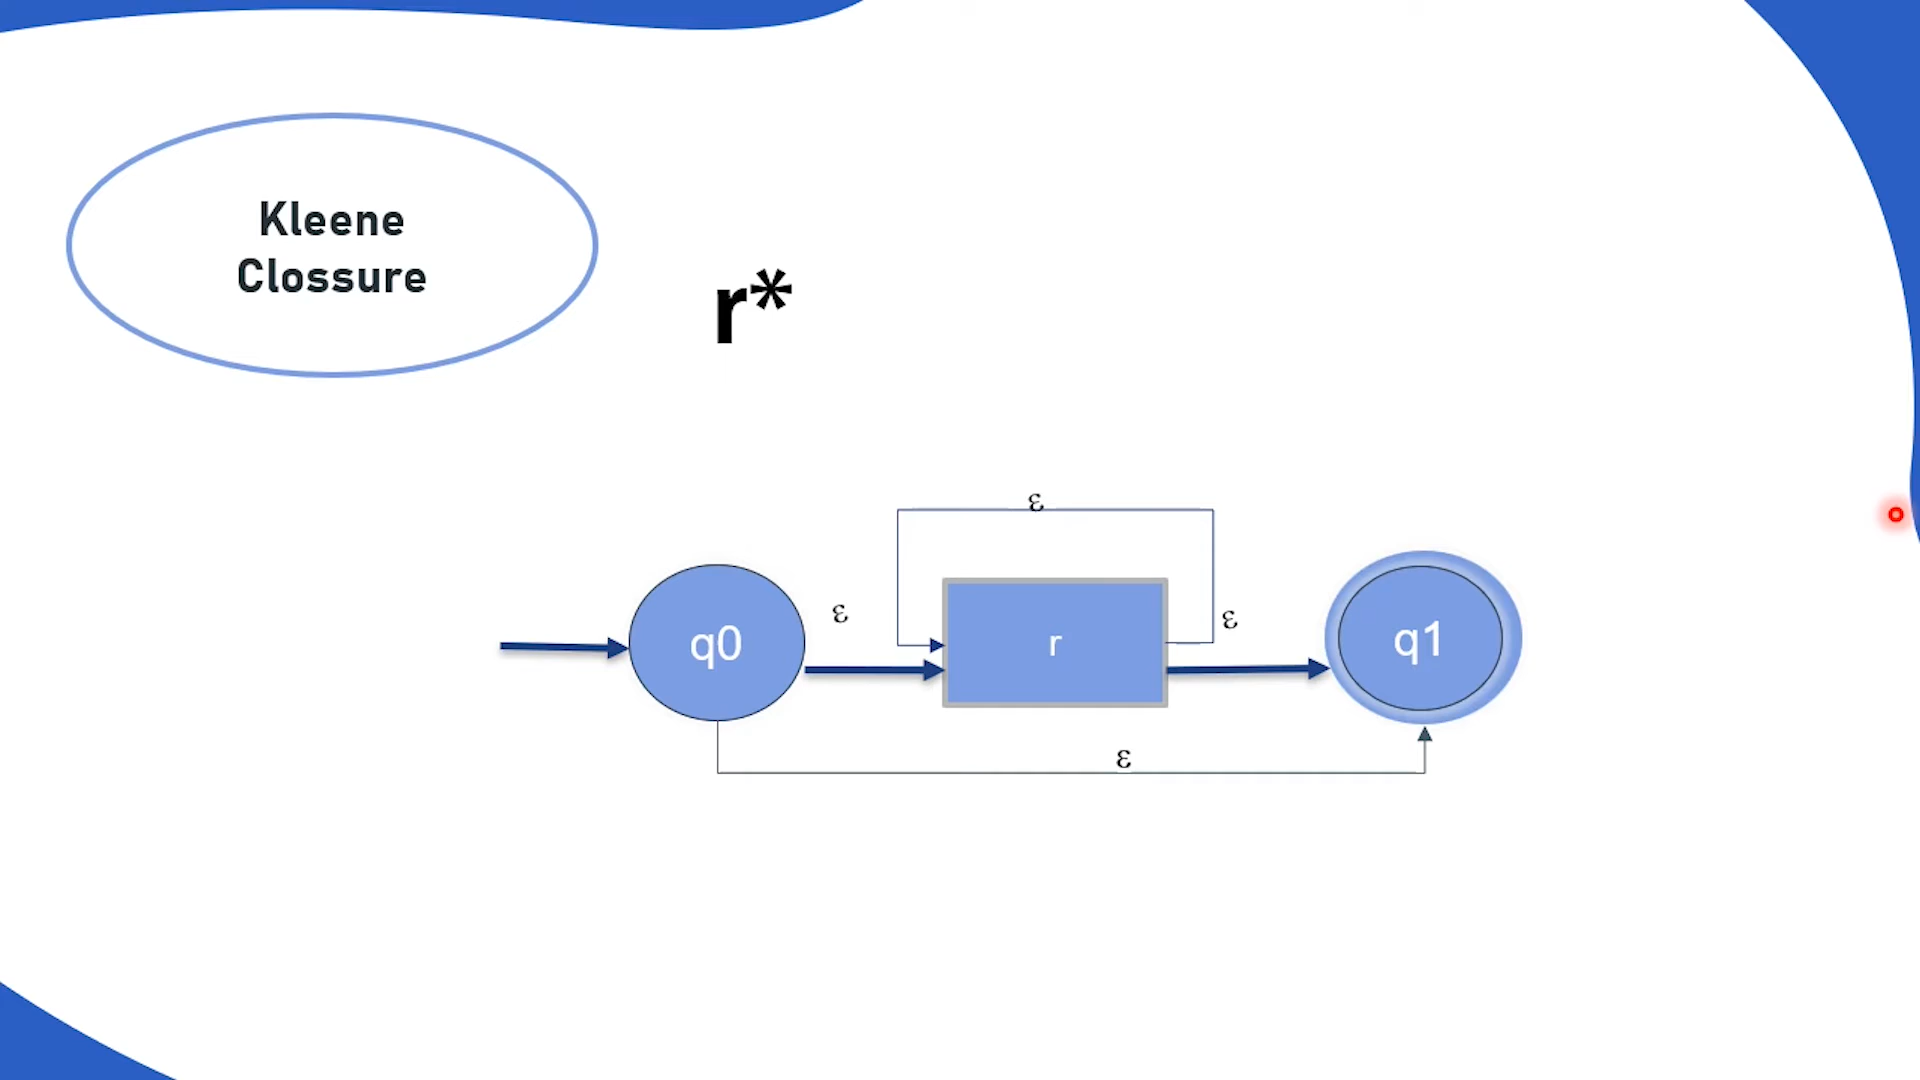 Kleene
Clossure
r*
ε
ε
ε
q0
r
q1
ε